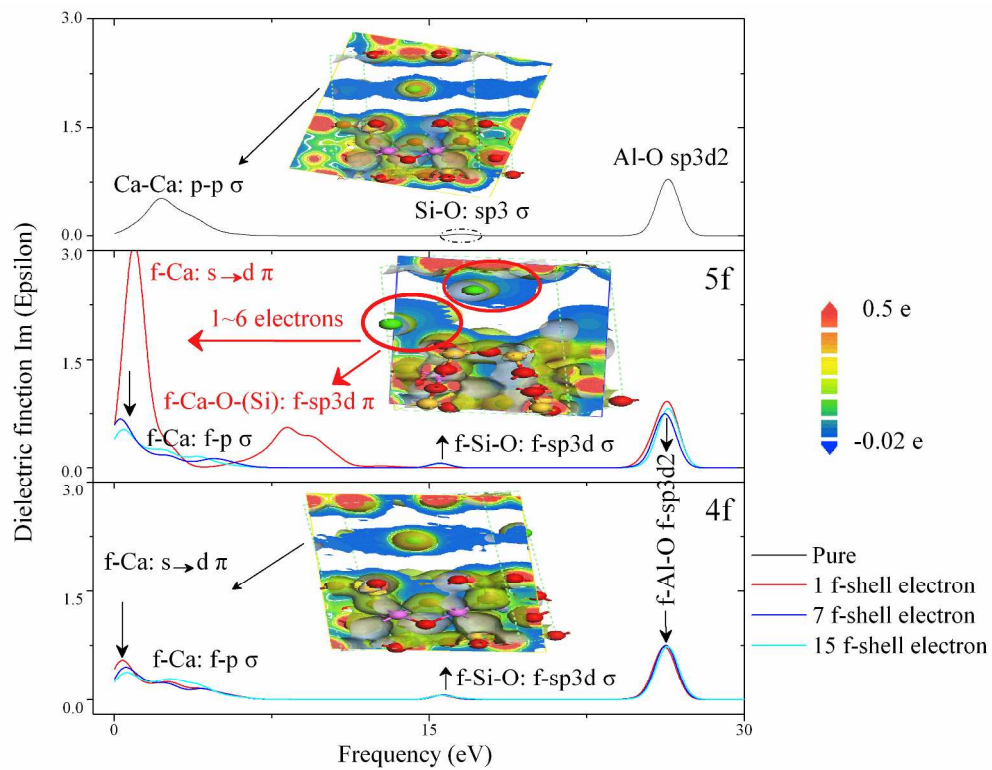 3.0
1.5
0.0
Ca-Ca: p-p σ
Si-O: sp3 σ
Al-O sp3d2
Dielectric finction Im (Epsilon)
3.0
1.5
0.0
f-Ca: s→d π
1~6 electrons
f-Ca-O-(Si): f-sp3d π
5f
f-Ca: f-p σ
f-Si-O: f-sp3d σ
f-Al-O f-sp3d2
0.5 e
-0.02 e
3.0
1.5
0.0
f-Ca: s→d π
4f
f-Ca: f-p σ
f-Si-O: f-sp3d σ
0
15
30
Frequency (eV)
Pure
1 f-shell electron
7 f-shell electron
15 f-shell electron